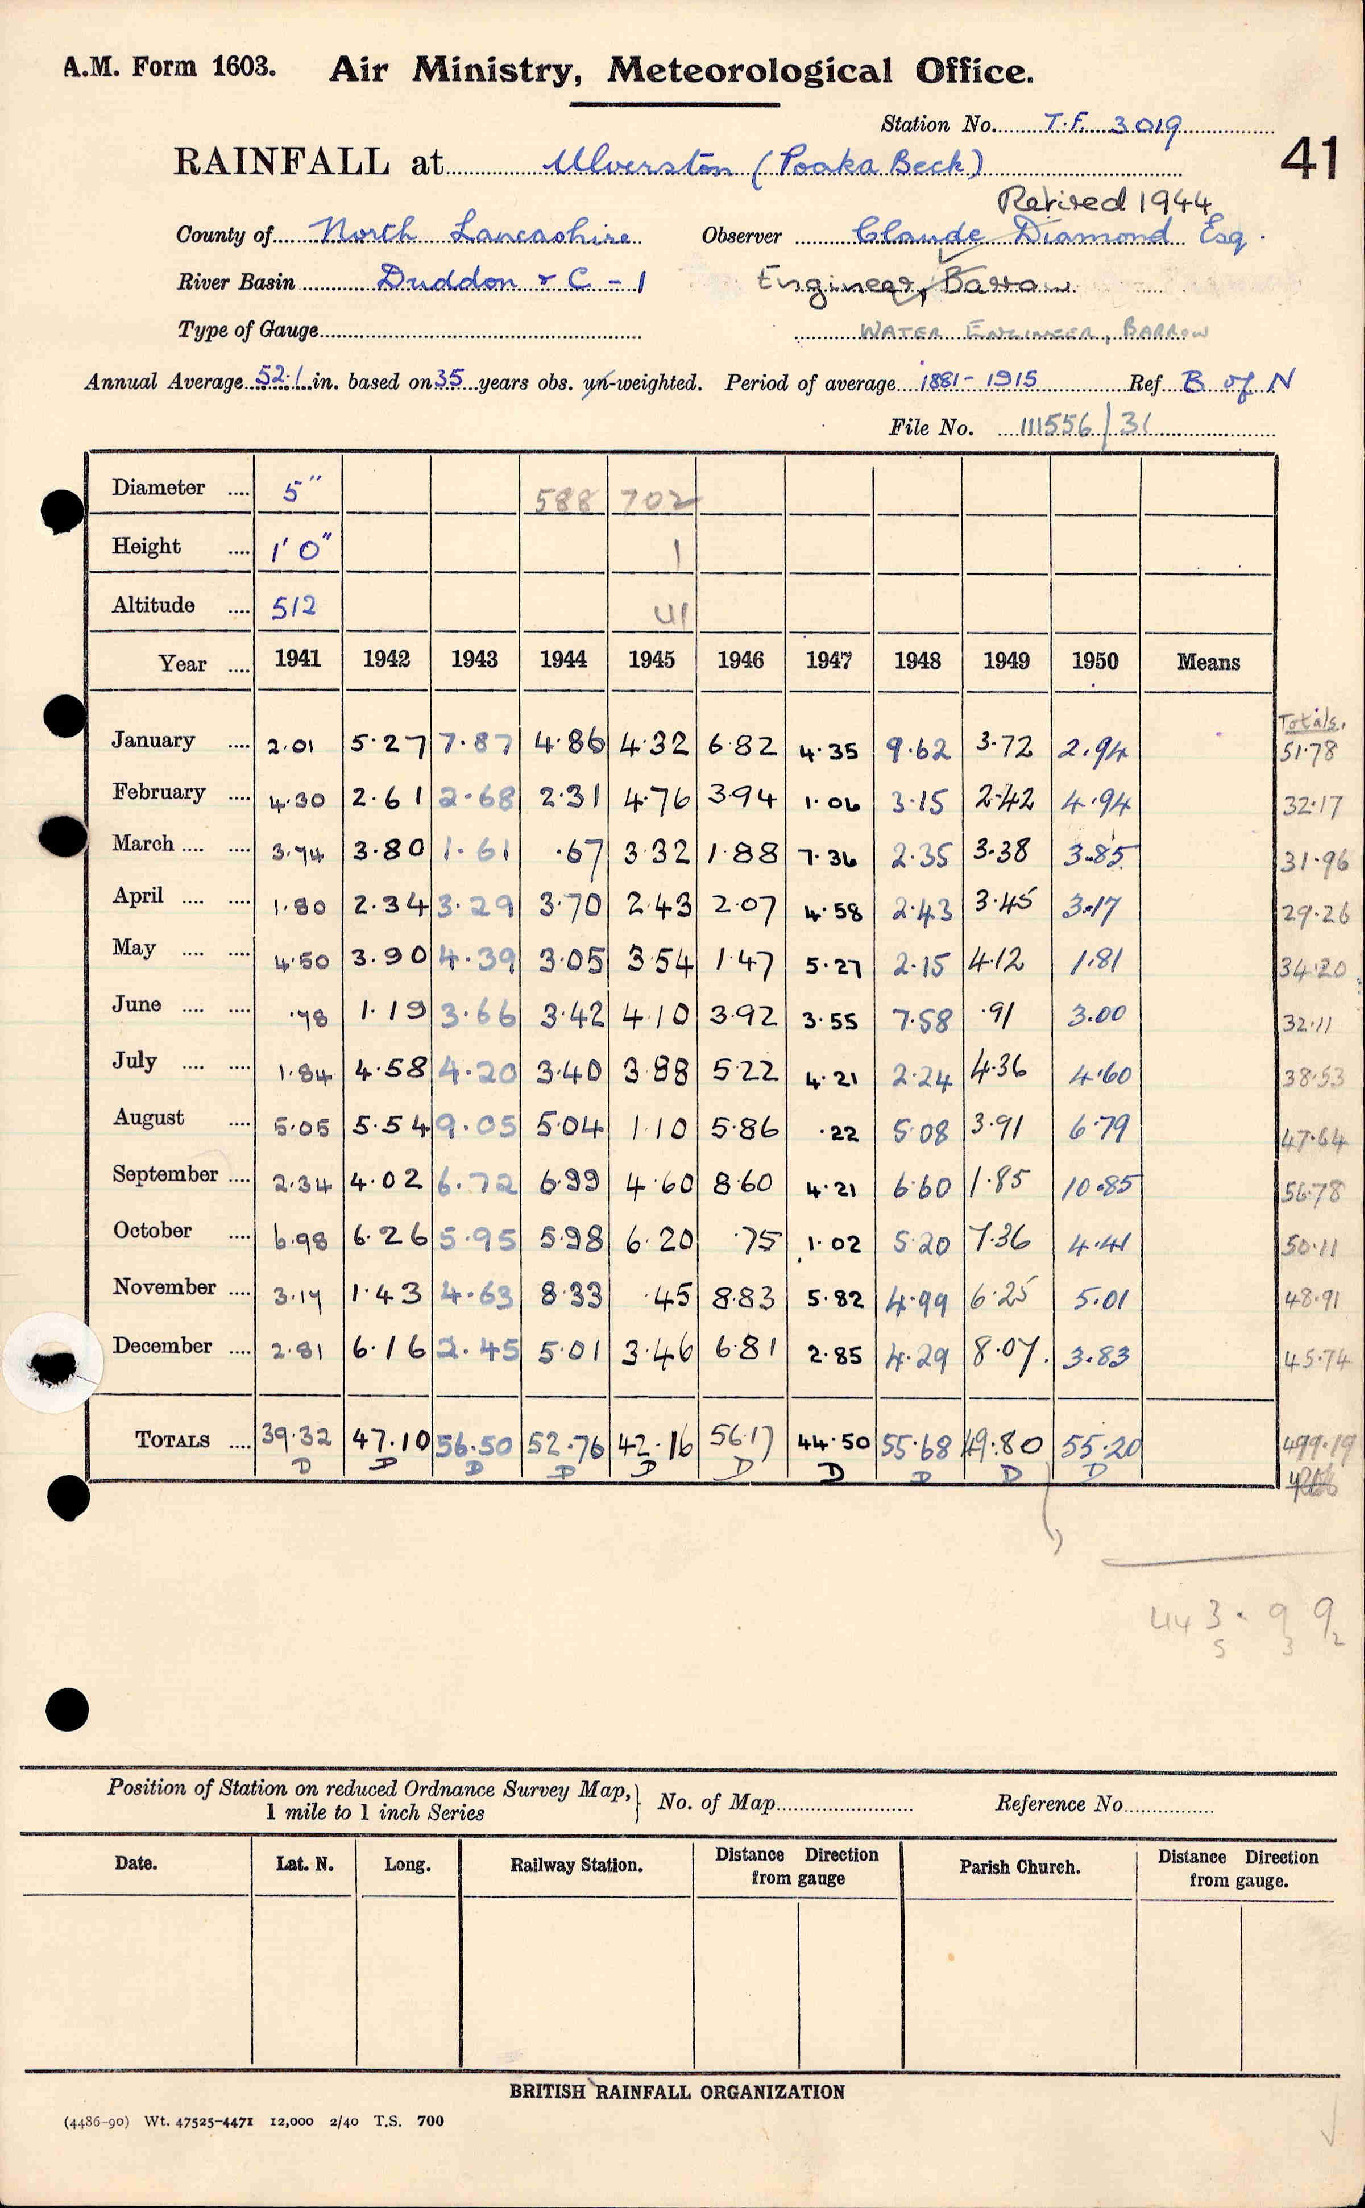 A.M. Form 1603. Air Ministry, Meteorological Office.
Station No. T.F. 3019
41
RAINFALL at Ulverston (Poaka Beck)
Retired 1944
County of North Lancashire Observer Claude Diamond Esq.
River Basin Duddon & C - 1 Engineer, Barrow
Type of Gauge WATER ENGINEER, BARROW
Annual Average 52.1 in. based on 35 years obs. un-weighted. Period of average 1881-1915 Ref B of N
File No. 111556/31
Diameter .... 5" 588 702
Height .... 1'0" 1
Altitude .... 512 41
Year .... 1941 1942 1943 1944 1945 1946 1947 1948 1949 1950 Means
Totals.
January .... 2.01 5.27 7.87 4.86 4.32 6.82 4.35 9.62 3.72 2.94 51.78
February .... 4.30 2.61 2.68 2.31 4.76 3.94 1.06 3.15 2.42 4.94 32.17
March .... .... 3.74 3.80 1.61 .67 3.32 1.88 7.36 2.35 3.38 3.85 31.96
April .... .... 1.80 2.34 3.29 3.70 2.43 2.07 4.58 2.43 3.45 3.17 29.26
May .... .... 4.50 3.90 4.39 3.05 3.54 1.47 5.27 2.15 4.12 1.81 34.20
June .... .... .78 1.19 3.66 3.42 4.10 3.92 3.55 7.58 .91 3.00 32.11
July .... .... 1.84 4.58 4.20 3.40 3.88 5.22 4.21 2.24 4.36 4.60 38.53
August .... 5.05 5.54 9.05 5.04 1.10 5.86 .22 5.08 3.91 6.79 47.64
September .... 2.34 4.02 6.72 6.99 4.60 8.60 4.21 6.60 1.85 10.85 56.78
October .... 6.98 6.26 5.95 5.98 6.20 .75 1.02 5.20 7.36 4.41 50.11
November .... 3.17 1.43 4.63 8.33 .45 8.83 5.82 4.99 6.25 5.01 48.91
December .... 2.81 6.16 2.45 5.01 3.46 6.81 2.85 4.29 8.07 3.83 45.74
TOTALS .... 39.32 47.10 56.50 52.76 42.16 56.17 44.50 55.68 49.80 55.20 499.19
D D D D D D D D D D
443.99
5 3 2
Position of Station on reduced Ordnance Survey Map, } No. of Map Reference No
1 mile to 1 inch Series
Date. Lat. N. Long. Railway Station. Distance from gauge Direction Parish Church. Distance from gauge. Direction
BRITISH RAINFALL ORGANIZATION
(4486-90) Wt. 47525-4471 12,000 2/40 T.S. 700